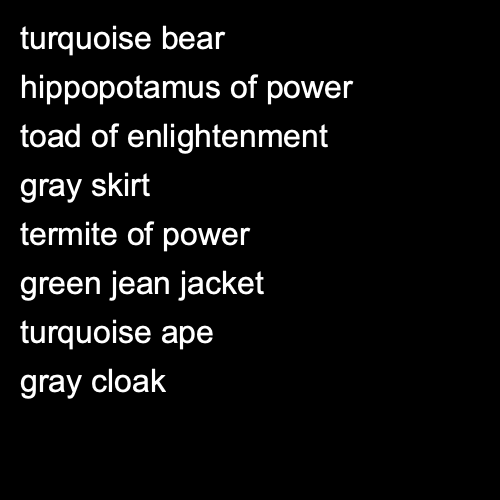 turquoise bear
hippopotamus of power
toad of enlightenment
gray skirt
termite of power
green jean jacket
turquoise ape
gray cloak